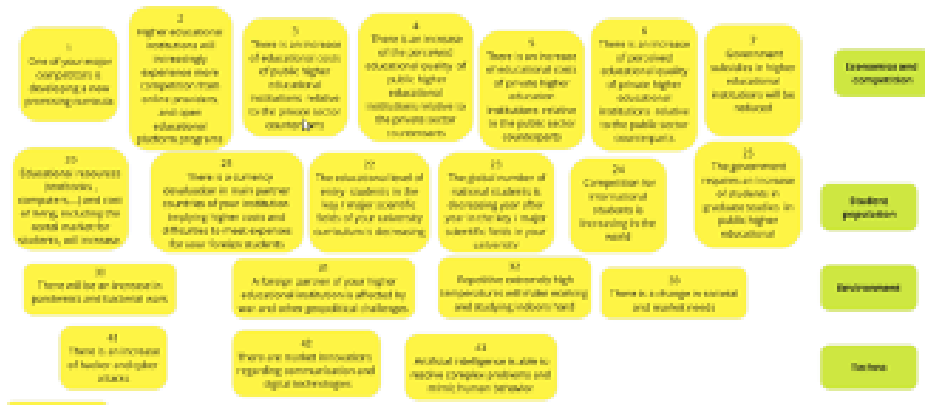 1
One of your major
competitors is
developing a new
promising curricula
2
Higher educational
institutions will
increasingly
experience more
competition from
online providers
and open
educational
platform programs
3
There is an increase
of educational costs
of public higher
educational
institutions relative
to the private sector
counterparts
4
There is an increase
of the perceived
educational quality of
public higher
educational
institutions relative to
the private sector
counterparts
5
There is an increase
of educational costs
of private higher
education
institutions relative
to the public sector
counterparts
6
There is an increase
of perceived
educational quality
of private higher
educational
institutions relative
to the public sector
counterparts
7
Government
subsidies in higher
educational
institutions will be
reduced
Economics and
competition
Educational resources
computers,...) and cost
of living, including the
rental market for
students, will increase.
21
There is a currency
devaluation in main partner
countries of your institution
implying higher costs and
difficulties to meet expenses
for your foreign students
22
The educational level of
entry students in the
key / major scientific
fields of your university
curriculum is decreasing
23
The global number of
national students is
decreasing year after
year in the key / major
scientific fields in your
university
24
Competition for
international
students is
increasing in the
world
25
The government
requires an increase
of students in
graduate studies in
public higher
educational
Student
population
There will be an increase in
pandemics and bacterial
A foreign partner of your higher
educational institution is affected by
war and other geopolitical challenges
Repetitive extremely high
temperatures will make working
and studying indoors hard
There is a change in societal
and market needs
Environment
41
There is an increase
of hacker and cyber
attacks
42
There are market innovations
regarding communication and
digital technologies
43
Artificial intelligence is able to
resolve complex problems and
mimic human behavior